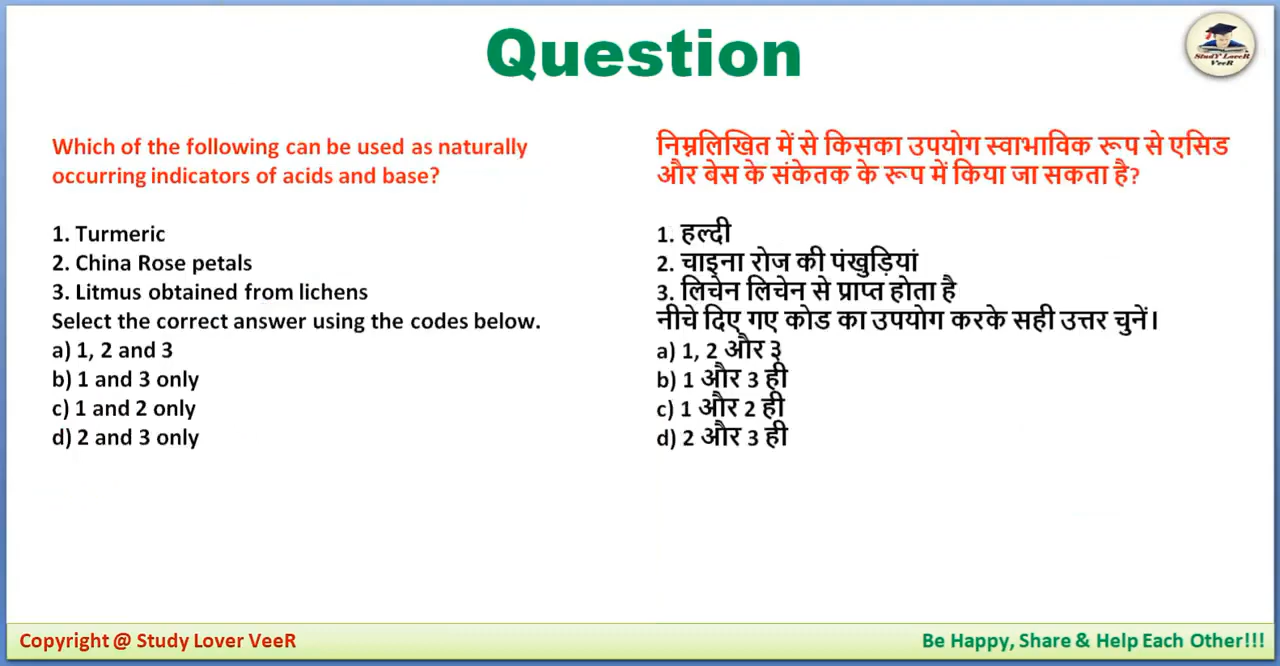 Question
StudY LoveR
VeeR
Which of the following can be used as naturally
occurring indicators of acids and base?
1. Turmeric
2. China Rose petals
3. Litmus obtained from lichens
Select the correct answer using the codes below.
a) 1, 2 and 3
b) 1 and 3 only
c) 1 and 2 only
d) 2 and 3 only
निम्नलिखित में से किसका उपयोग स्वाभाविक रूप से एसिड
और बेस के संकेतक के रूप में किया जा सकता है?
1. हल्दी
2. चाइना रोज की पंखुड़ियां
3. लिचेन लिचेन से प्राप्त होता है
नीचे दिए गए कोड का उपयोग करके सही उत्तर चुनें।
a) 1, 2 और ३
b) 1 और 3 ही
c) 1 और 2 ही
d) 2 और 3 ही
Copyright @ Study Lover VeeR
Be Happy, Share & Help Each Other!!!